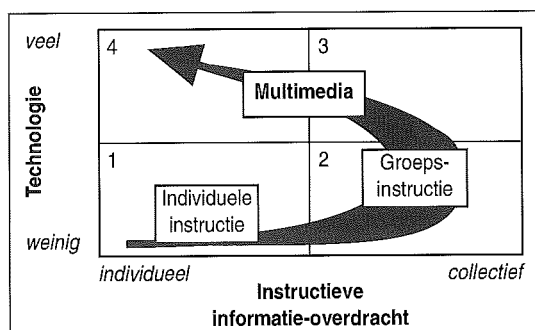 veel
4
3
Multimedia
Technologie
1
2
Groeps-
instructie
Individuele
instructie
weinig
individueel
collectief
Instructieve
informatie-overdracht